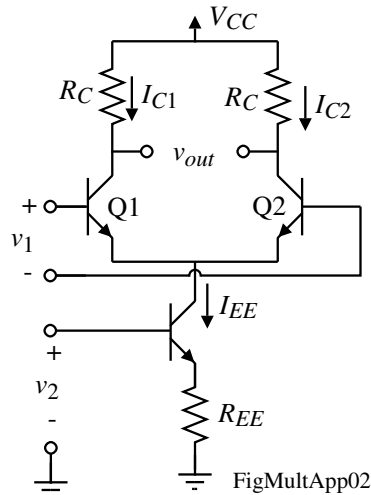 V_CC
R_C I_C1 R_C I_C2
v_out
+ Q1 Q2
v_1
-
I_EE
+
v_2
-
R_EE
FigMultApp02